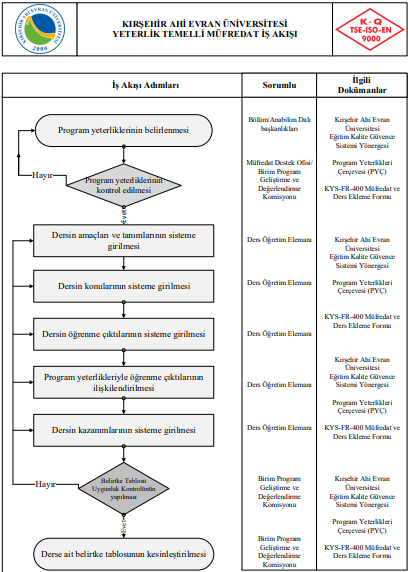 KIRŞEHİR AHİ EVRAN ÜNİVERSİTESİ
YETERLİK TEMELLİ MÜFREDAT İŞ AKIŞI
AHİ EVRAN ÜNİVERSİTESİ
2006
K - Q
TSE-ISO-EN
9000
İş Akışı Adımları
Sorumlu
İlgili
Dokümanlar
Program yeterliklerinin belirlenmesi
Bölüm/Anabilim Dalı
başkanlıkları
Kırşehir Ahi Evran
Üniversitesi
Eğitim Kalite Güvence
Sistemi Yönergesi
Hayır
Program yeterliklerinin
kontrol edilmesi
Evet
Müfredat Destek Ofisi/
Birim Program
Geliştirme ve
Değerlendirme
Komisyonu
Program Yeterlikleri
Çerçevesi (PYÇ)
KYS-FR-400 Müfredat ve
Ders Ekleme Formu
Dersin amaçları ve tanımlarının sisteme
girilmesi
Ders Öğretim Elemanı
Kırşehir Ahi Evran
Üniversitesi
Eğitim Kalite Güvence
Sistemi Yönergesi
Dersin konularının sisteme girilmesi
Ders Öğretim Elemanı
Program Yeterlikleri
Çerçevesi (PYÇ)
Dersin öğrenme çıktılarının sisteme girilmesi
Ders Öğretim Elemanı
KYS-FR-400 Müfredat ve
Ders Ekleme Formu
Program yeterlikleriyle öğrenme çıktılarının
ilişkilendirilmesi
Ders Öğretim Elemanı
Kırşehir Ahi Evran
Üniversitesi
Eğitim Kalite Güvence
Sistemi Yönergesi
Program Yeterlikleri
Çerçevesi (PYÇ)
Dersin kazanımlarının sisteme girilmesi
Ders Öğretim Elemanı
KYS-FR-400 Müfredat ve
Ders Ekleme Formu
Hayır
Belirtke Tablosu
Uygunluk Kontrolünün
yapılması
Evet
Birim Program
Geliştirme ve
Değerlendirme
Komisyonu
Kırşehir Ahi Evran
Üniversitesi
Eğitim Kalite Güvence
Sistemi Yönergesi
Program Yeterlikleri
Çerçevesi (PYÇ)
Derse ait belirtke tablosunun kesinleştirilmesi
Birim Program
Geliştirme ve
Değerlendirme
Komisyonu
KYS-FR-400 Müfredat ve
Ders Ekleme Formu